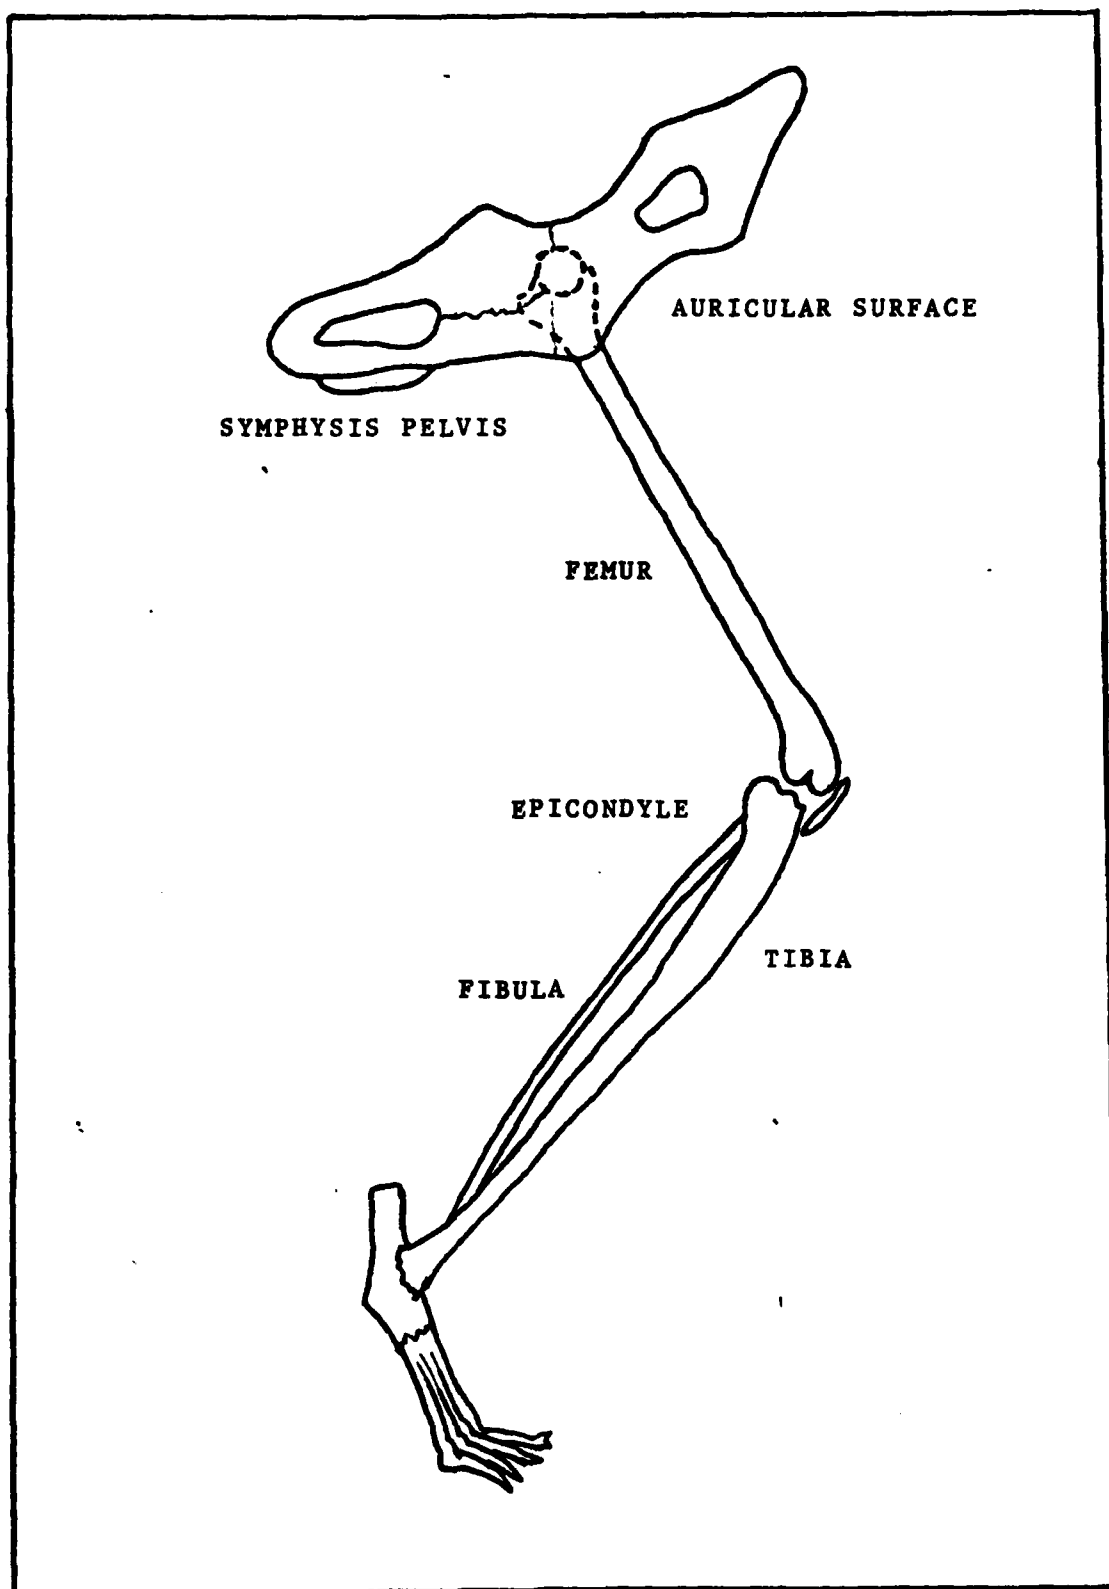 AURICULAR SURFACE
SYMPHYSIS PELVIS
FEMUR
EPICONDYLE
TIBIA
FIBULA